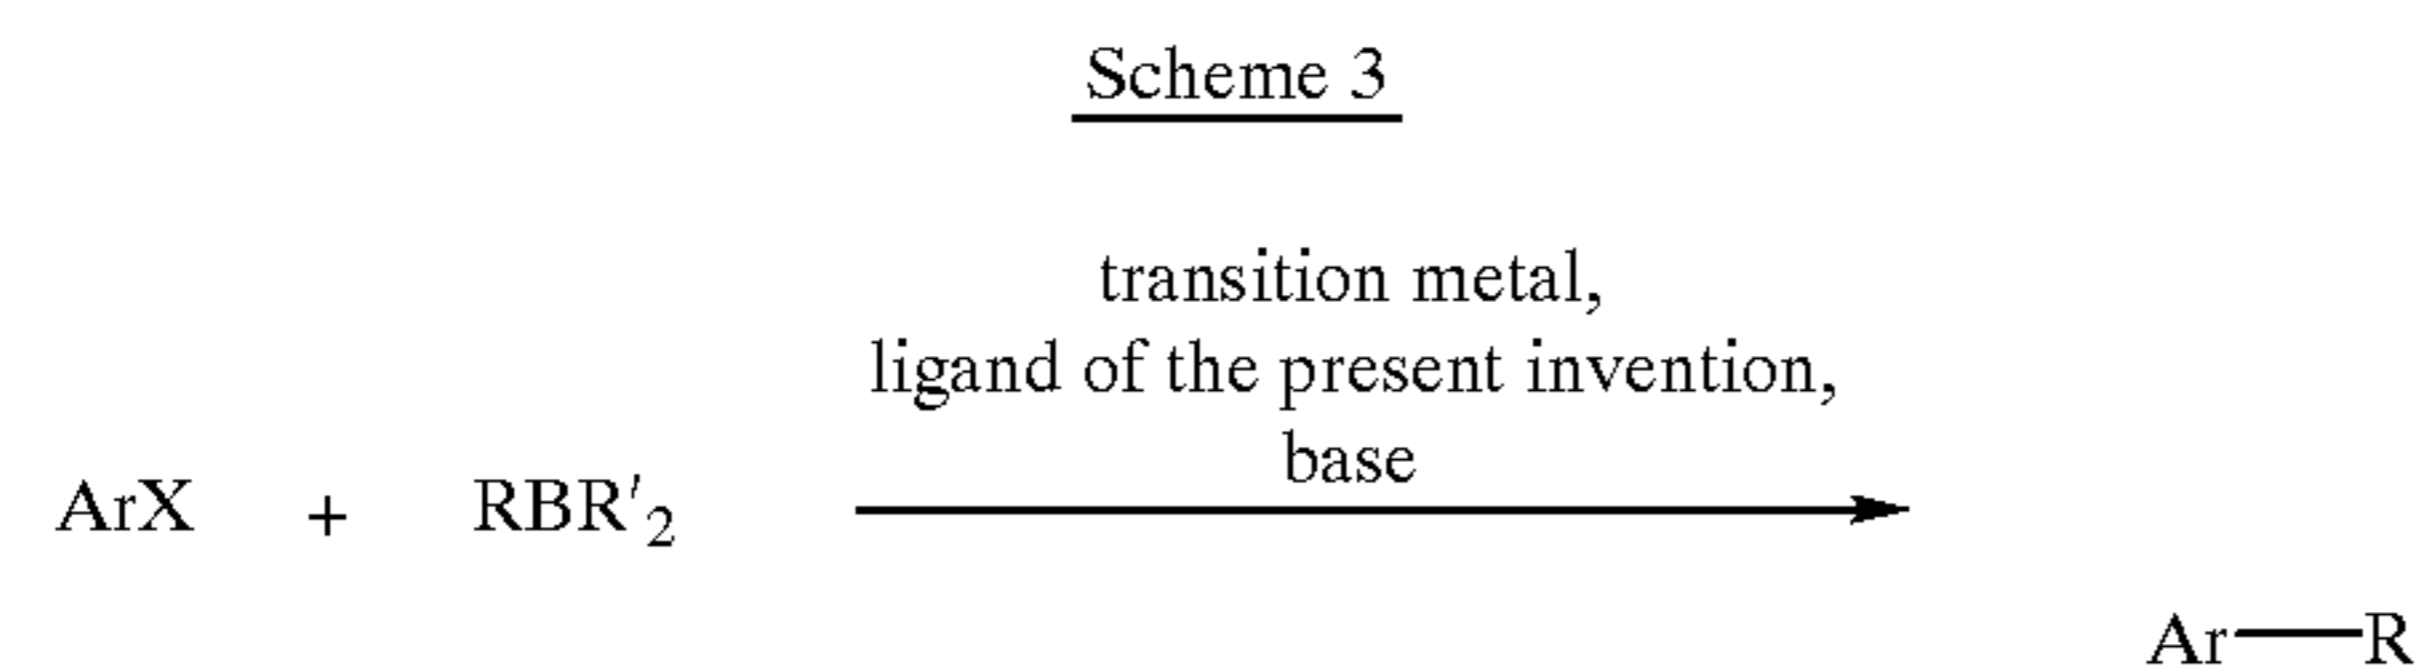 Scheme 3
transition metal,
ligand of the present invention,
base
ArX + RBR′₂
Ar—R